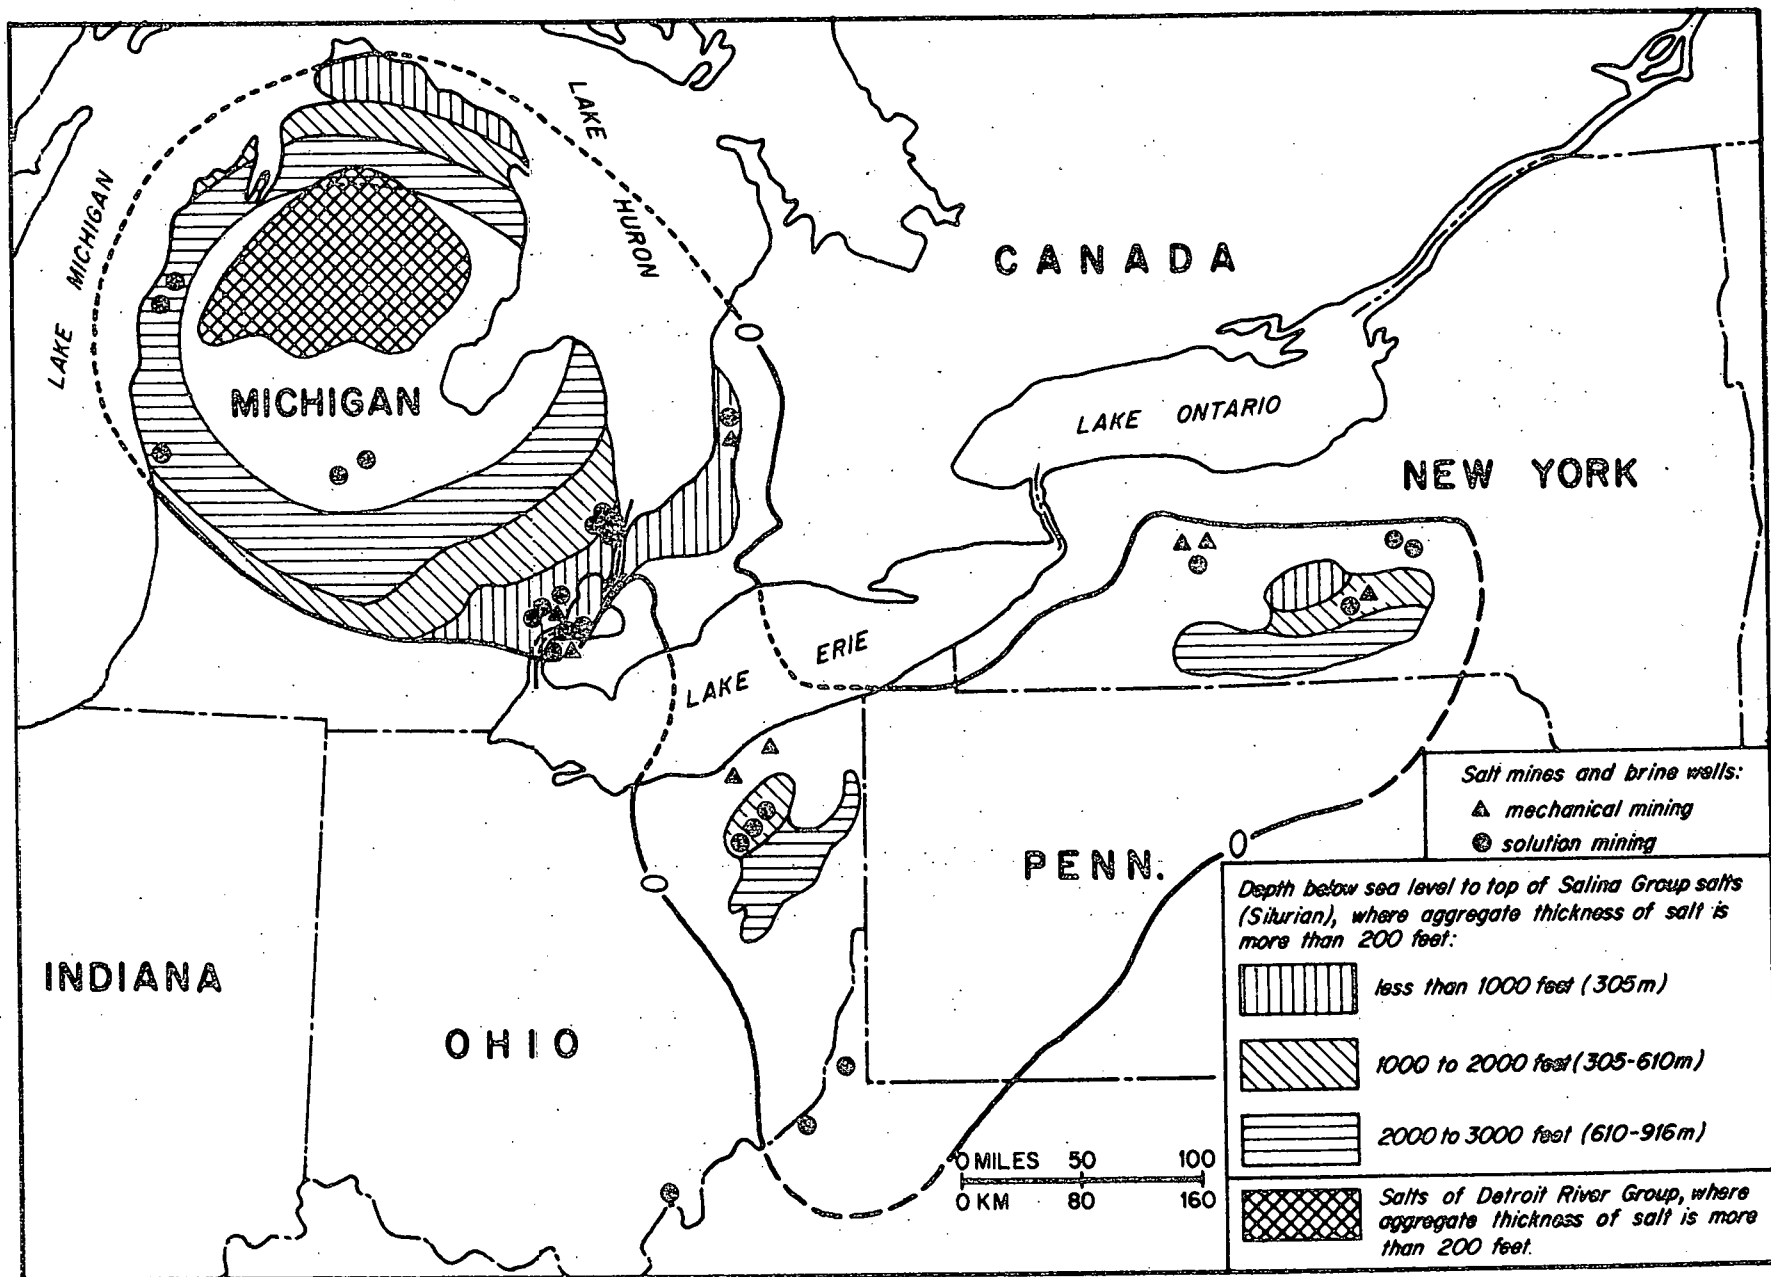 LAKE
HURON
LAKE MICHIGAN
CANADA
MICHIGAN
LAKE ONTARIO
NEW YORK
LAKE ERIE
0
0
0
PENN.
INDIANA
OHIO
0 MILES 50 100
0 KM 80 160
Salt mines and brine wells:
mechanical mining
solution mining
Depth below sea level to top of Salina Group salts
(Silurian), where aggregate thickness of salt is
more than 200 feet:
less than 1000 feet (305m)
1000 to 2000 feet (305-610m)
2000 to 3000 feet (610-916m)
Salts of Detroit River Group, where
aggregate thickness of salt is more
than 200 feet.